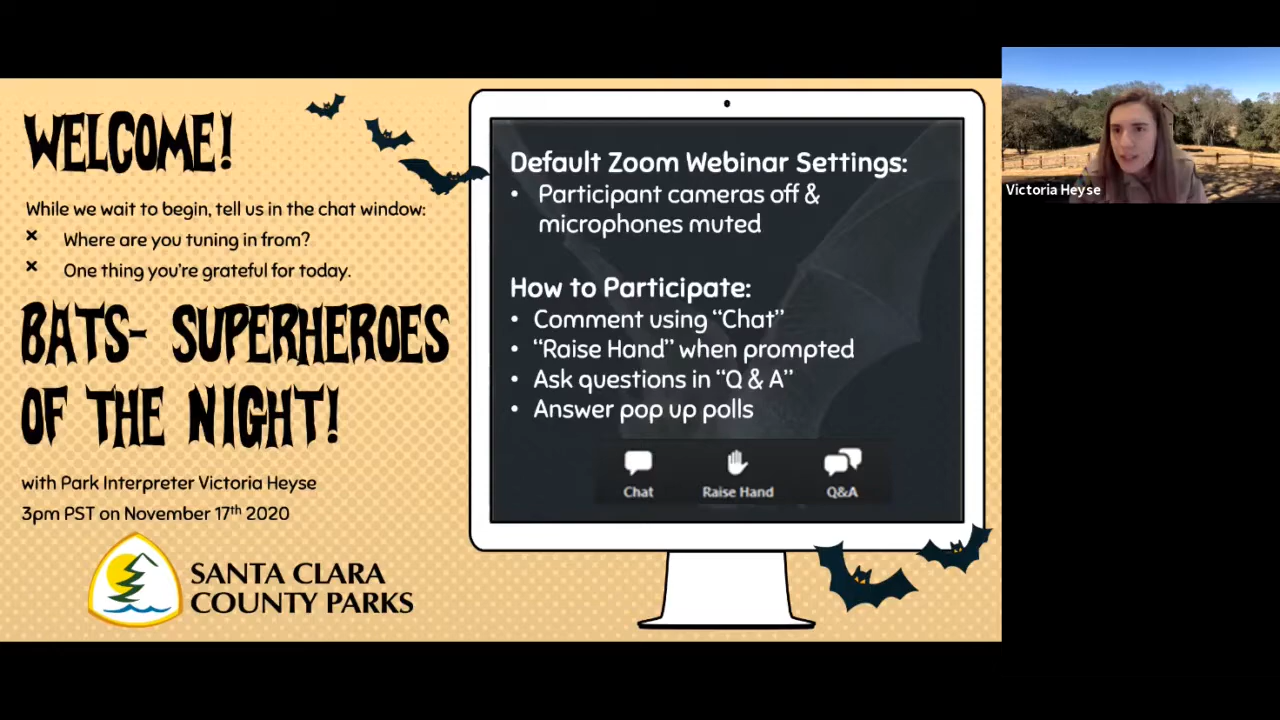 WELCOME!
While we wait to begin, tell us in the chat window:
× Where are you tuning in from?
× One thing you're grateful for today.
BATS- SUPERHEROES
OF THE NIGHT!
with Park Interpreter Victoria Heyse
3pm PST on November 17th 2020
SANTA CLARA
COUNTY PARKS
Default Zoom Webinar Settings:
• Participant cameras off &
microphones muted
How to Participate:
• Comment using “Chat”
• “Raise Hand” when prompted
• Ask questions in “Q & A”
• Answer pop up polls
Chat Raise Hand Q&A
Victoria Heyse